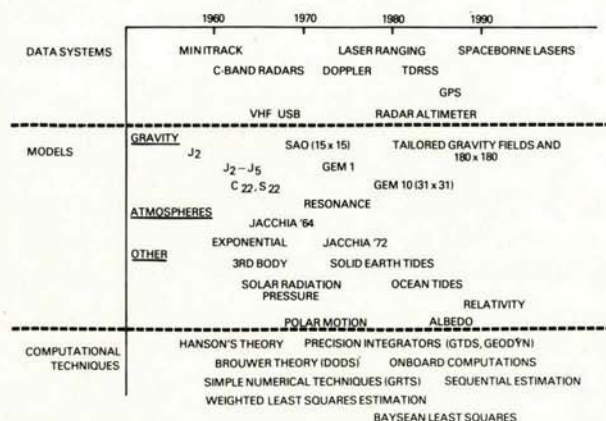 1960 1970 1980 1990
DATA SYSTEMS MINITRACK LASER RANGING SPACEBORNE LASERS
C-BAND RADARS DOPPLER TDRSS
GPS
VHF USB RADAR ALTIMETER
GRAVITY
MODELS J2 SAO (15 x 15) TAILORED GRAVITY FIELDS AND
180 x 180
J2–J5 GEM 1
C22, S22 GEM 10 (31 x 31)
RESONANCE
ATMOSPHERES
JACCHIA '64
EXPONENTIAL JACCHIA '72
OTHER
3RD BODY SOLID EARTH TIDES
SOLAR RADIATION OCEAN TIDES
PRESSURE
RELATIVITY
POLAR MOTION ALBEDO
COMPUTATIONAL HANSON'S THEORY PRECISION INTEGRATORS (GTDS, GEODYN)
TECHNIQUES BROUWER THEORY (DODS) ONBOARD COMPUTATIONS
SIMPLE NUMERICAL TECHNIQUES (GRTS) SEQUENTIAL ESTIMATION
WEIGHTED LEAST SQUARES ESTIMATION
BAYSEAN LEAST SQUARES